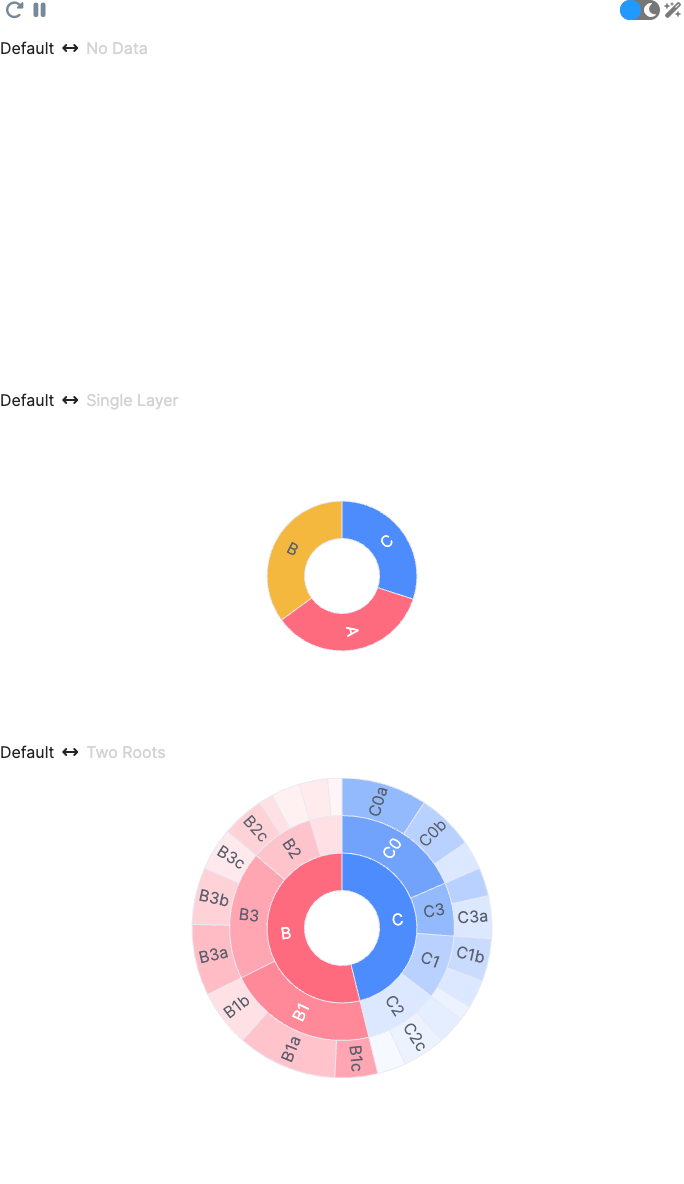 Default ↔ No Data
Default ↔ Single Layer
C
B
A
Default ↔ Two Roots
C0a
C0b
B2c
B2
C0
B3c
B3b
B3
C3
C3a
B
C
B3a
C1
C1b
B1b
B1
C2
C2c
B1a
B1c